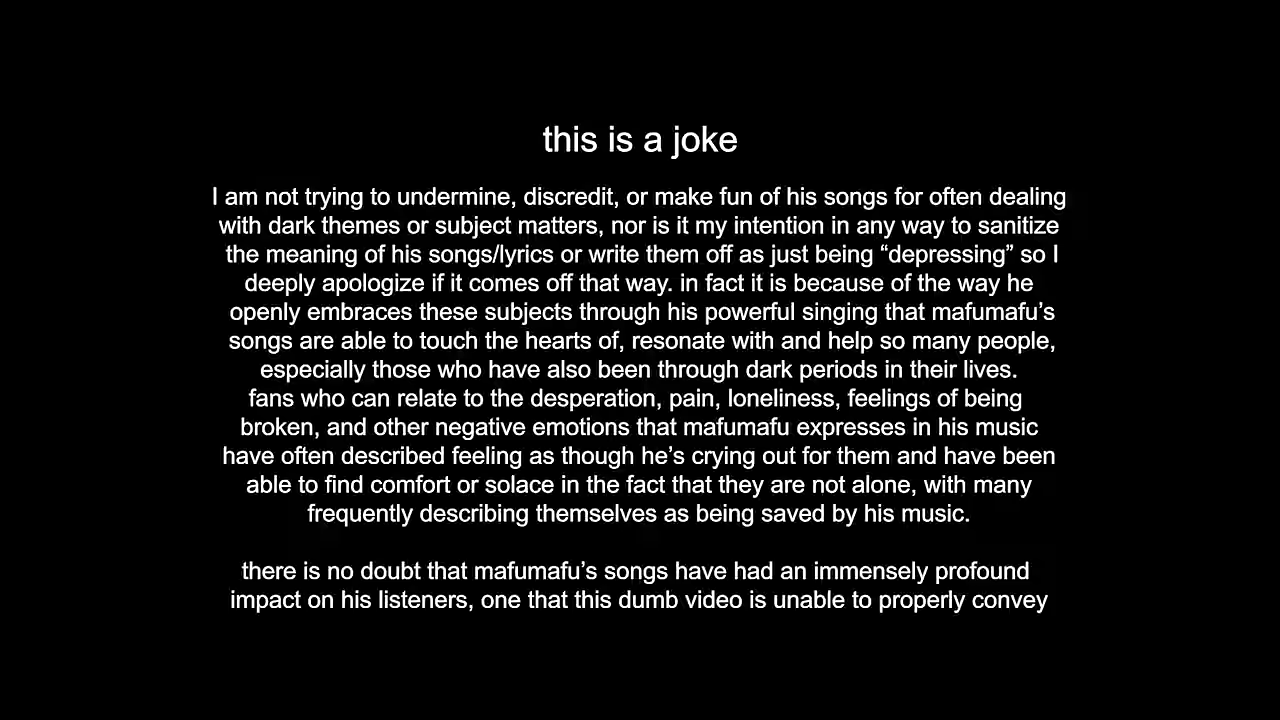 this is a joke
I am not trying to undermine, discredit, or make fun of his songs for often dealing
with dark themes or subject matters, nor is it my intention in any way to sanitize
the meaning of his songs/lyrics or write them off as just being “depressing” so I
deeply apologize if it comes off that way. in fact it is because of the way he
openly embraces these subjects through his powerful singing that mafumafu’s
songs are able to touch the hearts of, resonate with and help so many people,
especially those who have also been through dark periods in their lives.
fans who can relate to the desperation, pain, loneliness, feelings of being
broken, and other negative emotions that mafumafu expresses in his music
have often described feeling as though he’s crying out for them and have been
able to find comfort or solace in the fact that they are not alone, with many
frequently describing themselves as being saved by his music.
there is no doubt that mafumafu’s songs have had an immensely profound
impact on his listeners, one that this dumb video is unable to properly convey